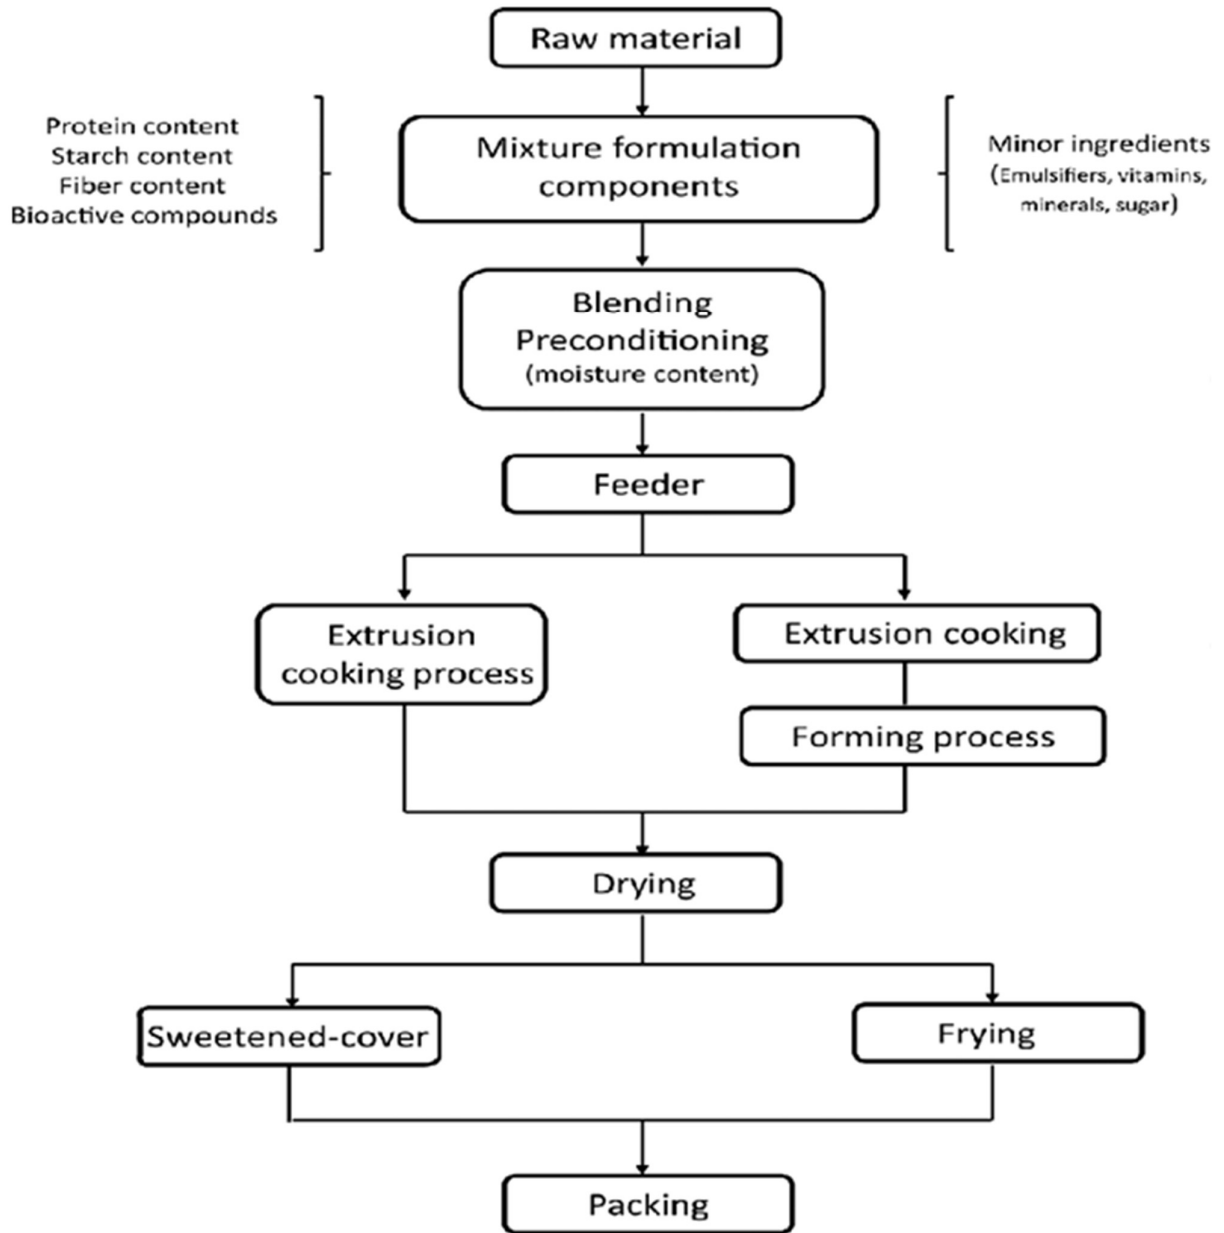 Raw material
Protein content
Starch content
Fiber content
Bioactive compounds
Mixture formulation
components
Minor ingredients
(Emulsifiers, vitamins,
minerals, sugar)
Blending
Preconditioning
(moisture content)
Feeder
Extrusion
cooking process
Extrusion cooking
Forming process
Drying
Sweetened-cover
Frying
Packing